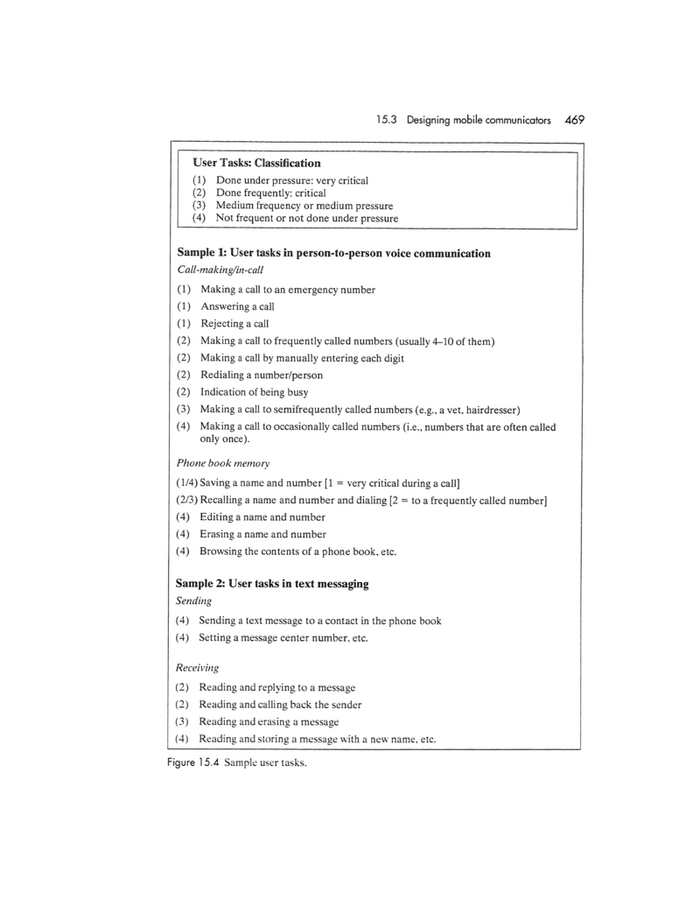 15.3 Designing mobile communicators 469
User Tasks: Classification
(1) Done under pressure: very critical
(2) Done frequently: critical
(3) Medium frequency or medium pressure
(4) Not frequent or not done under pressure
Sample 1: User tasks in person-to-person voice communication
Call-making/in-call
(1) Making a call to an emergency number
(1) Answering a call
(1) Rejecting a call
(2) Making a call to frequently called numbers (usually 4–10 of them)
(2) Making a call by manually entering each digit
(2) Redialing a number/person
(2) Indication of being busy
(3) Making a call to semifrequently called numbers (e.g., a vet, hairdresser)
(4) Making a call to occasionally called numbers (i.e., numbers that are often called
only once).
Phone book memory
(1/4) Saving a name and number [1 = very critical during a call]
(2/3) Recalling a name and number and dialing [2 = to a frequently called number]
(4) Editing a name and number
(4) Erasing a name and number
(4) Browsing the contents of a phone book, etc.
Sample 2: User tasks in text messaging
Sending
(4) Sending a text message to a contact in the phone book
(4) Setting a message center number, etc.
Receiving
(2) Reading and replying to a message
(2) Reading and calling back the sender
(3) Reading and erasing a message
(4) Reading and storing a message with a new name, etc.
Figure 15.4 Sample user tasks.